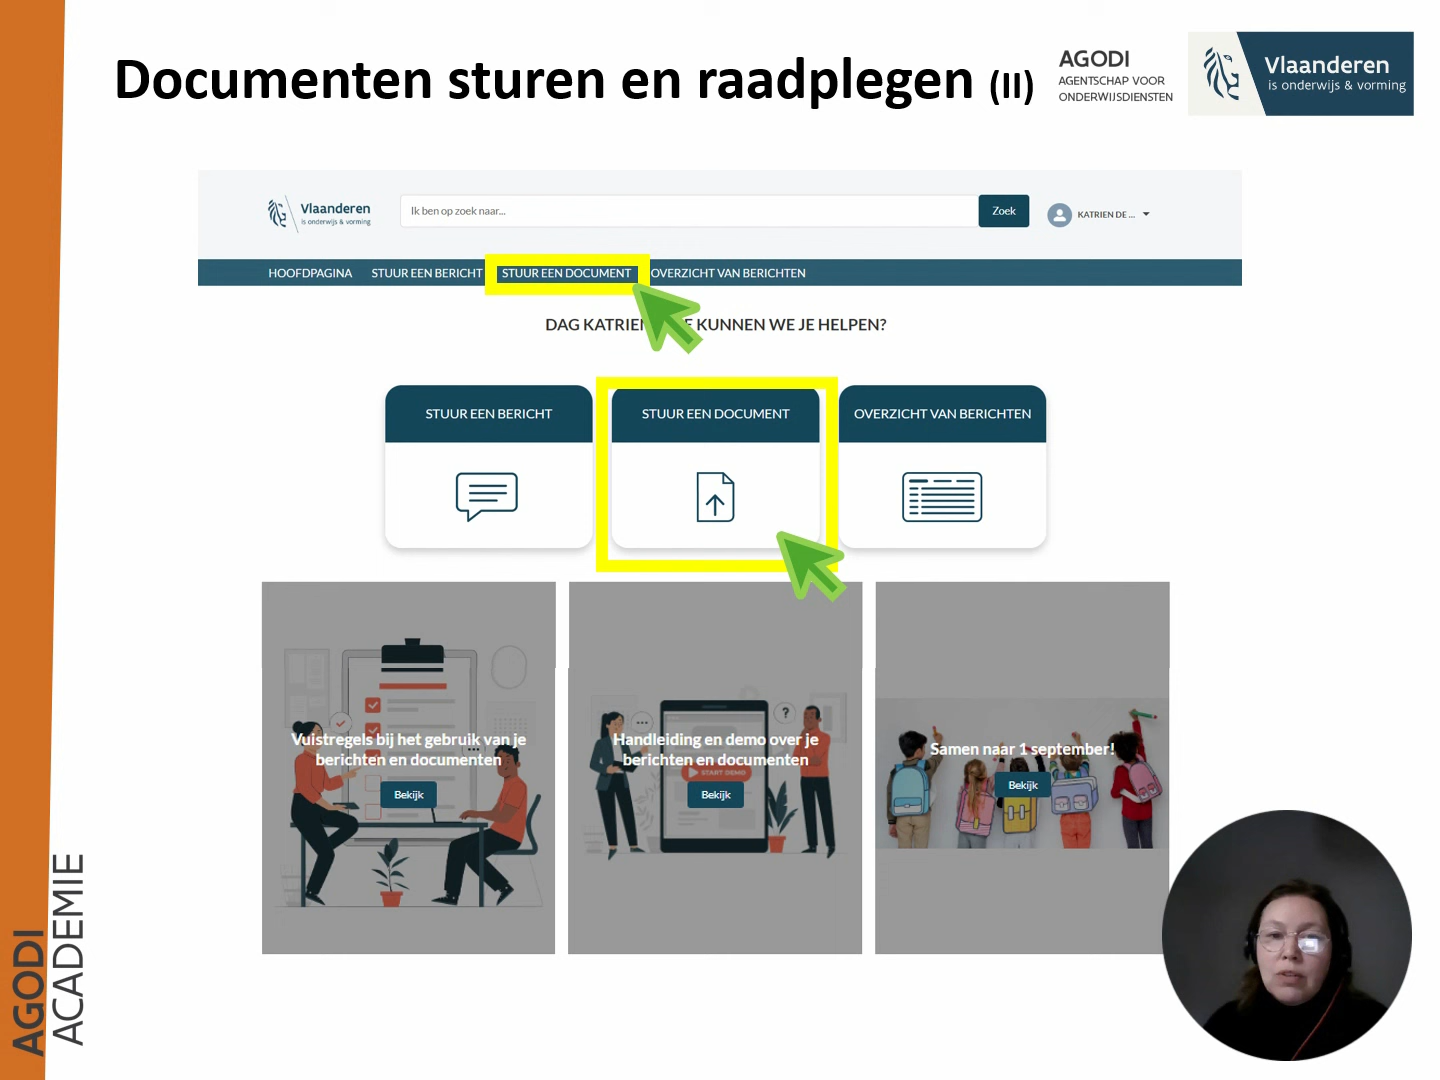 Documenten sturen en raadplegen (II)
AGODI
AGENTSCHAP VOOR
ONDERWIJSDIENSTEN
Vlaanderen
is onderwijs & vorming
Vlaanderen
is onderwijs & vorming
Ik ben op zoek naar...
Zoek
KATRIEN DE ...
HOOFDPAGINA
STUUR EEN BERICHT
STUUR EEN DOCUMENT
OVERZICHT VAN BERICHTEN
DAG KATRIEN KUNNEN WE JE HELPEN?
STUUR EEN BERICHT
STUUR EEN DOCUMENT
OVERZICHT VAN BERICHTEN
Vuistregels bij het gebruik van je
berichten en documenten
Bekijk
Handleiding en demo over je
berichten en documenten
START DEMO
Bekijk
Samen naar 1 september!
Bekijk
AGODI
ACADEMIE